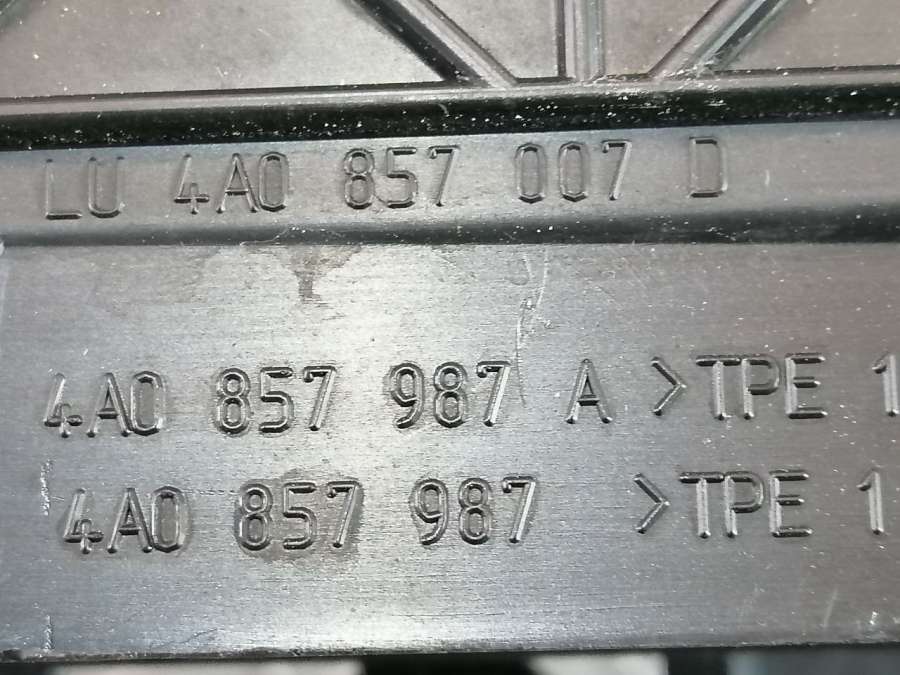 LU 4A0 857 007 D
4A0 857 987 A >TPE 1
4A0 857 987 >TPE 1